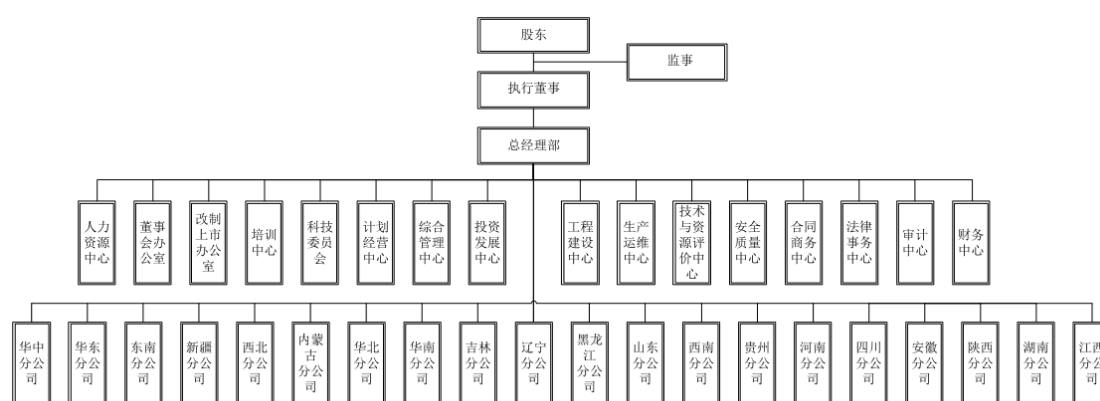 股东
监事
执行董事
总经理部
人力
资源
中心
董事
会办
公室
改制
上市
办公
室
培训
中心
科技
委员
会
计划
经营
中心
综合
管理
中心
投资
发展
中心
工程
建设
中心
生产
运维
中心
技术
与资
源评
价中
心
安全
质量
中心
合同
商务
中心
法律
事务
中心
审计
中心
财务
中心
华中
分公
司
华东
分公
司
东南
分公
司
新疆
分公
司
西北
分公
司
内蒙
古
分公
司
华北
分公
司
华南
分公
司
吉林
分公
司
辽宁
分公
司
黑龙
江
分公
司
山东
分公
司
西南
分公
司
贵州
分公
司
河南
分公
司
四川
分公
司
安徽
分公
司
陕西
分公
司
湖南
分公
司
江西
分公
司